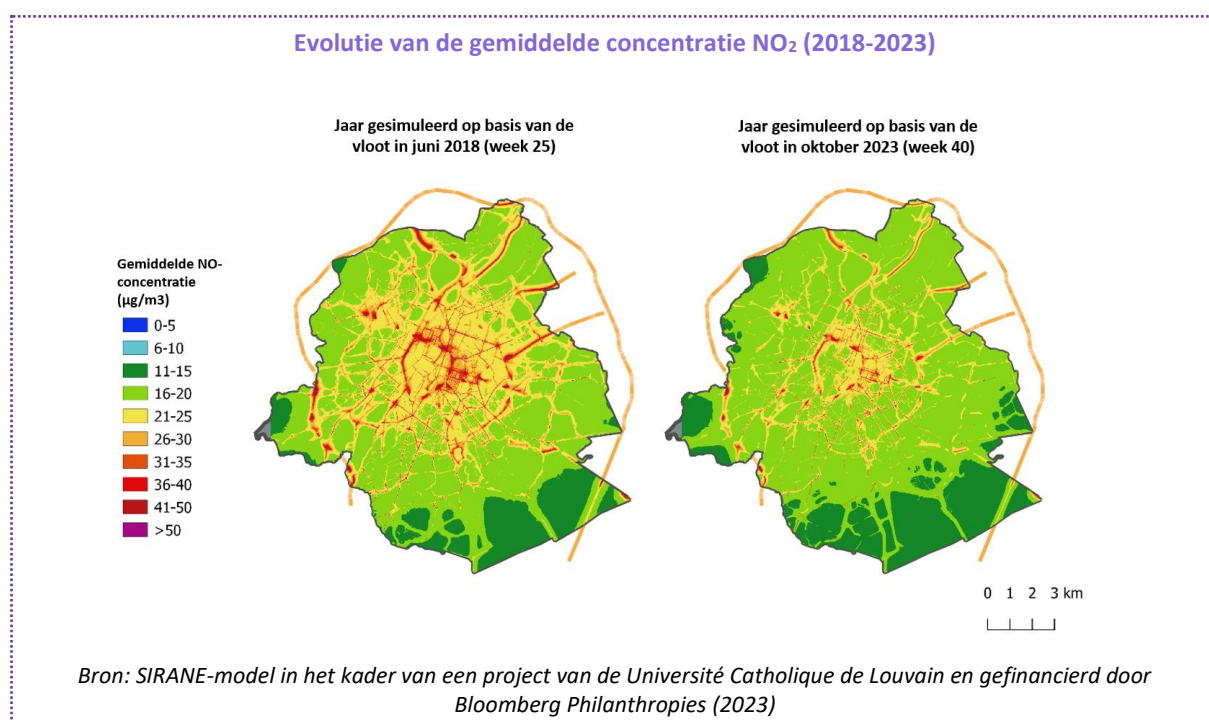 Evolutie van de gemiddelde concentratie NO₂ (2018-2023)
Jaar gesimuleerd op basis van de
vloot in juni 2018 (week 25)
Jaar gesimuleerd op basis van de
vloot in oktober 2023 (week 40)
Gemiddelde NO-
concentratie
(µg/m3)
0-5
6-10
11-15
16-20
21-25
26-30
31-35
36-40
41-50
>50
0 1 2 3 km
Bron: SIRANE-model in het kader van een project van de Université Catholique de Louvain en gefinancierd door
Bloomberg Philanthropies (2023)